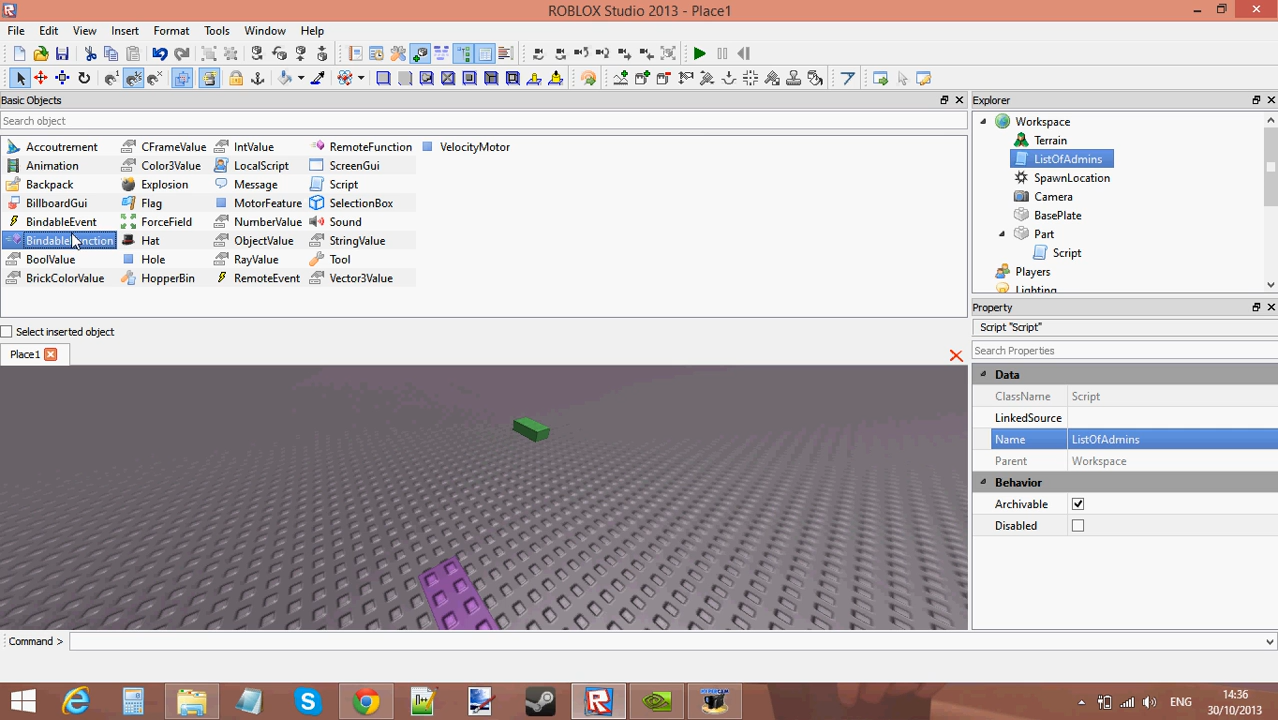 ROBLOX Studio 2013 - Place1
File Edit View Insert Format Tools Window Help
Basic Objects
Search object
Accoutrement CFrameValue IntValue RemoteFunction VelocityMotor
Animation Color3Value LocalScript ScreenGui
Backpack Explosion Message Script
BillboardGui Flag MotorFeature SelectionBox
BindableEvent ForceField NumberValue Sound
BindableFunction Hat ObjectValue StringValue
BoolValue Hole RayValue Tool
BrickColorValue HopperBin RemoteEvent Vector3Value
Select inserted object
Place1
Explorer
Workspace
Terrain
ListOfAdmins
SpawnLocation
Camera
BasePlate
Part
Script
Players
Lighting
Property
Script "Script"
Search Properties
Data
ClassName Script
LinkedSource
Name ListOfAdmins
Parent Workspace
Behavior
Archivable
Disabled
Command >
ENG
14:36
30/10/2013